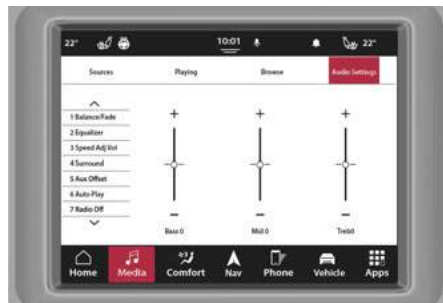 22° 10:01 22°
Sources Playing Browse Audio Settings
1 Balance/Fade
2 Equalizer
3 Speed Adj Vol
4 Surround
5 Aux Offset
6 Auto Play
7 Radio Off
+ + +
− − −
Bass 0 Mid 0 Treb0
Home Media Comfort Nav Phone Vehicle Apps